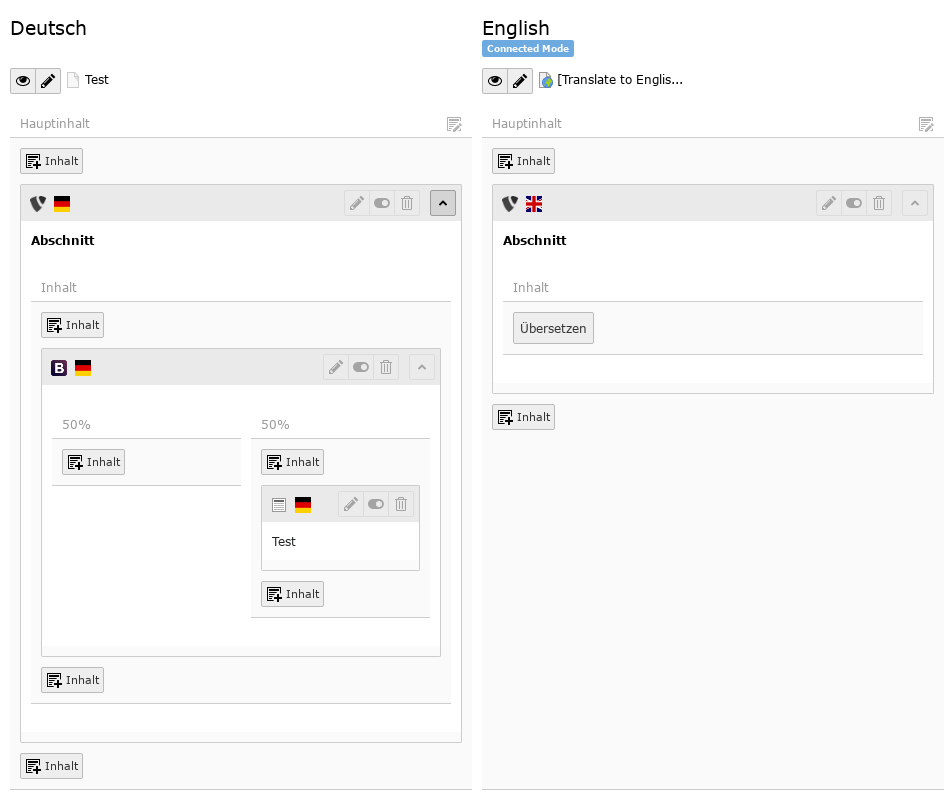 Deutsch
Test
Hauptinhalt
Inhalt
Abschnitt
Inhalt
Inhalt
B
50%
50%
Inhalt
Inhalt
Test
Inhalt
Inhalt
Inhalt
English
Connected Mode
[Translate to Englis...
Hauptinhalt
Inhalt
Abschnitt
Inhalt
Übersetzen
Inhalt